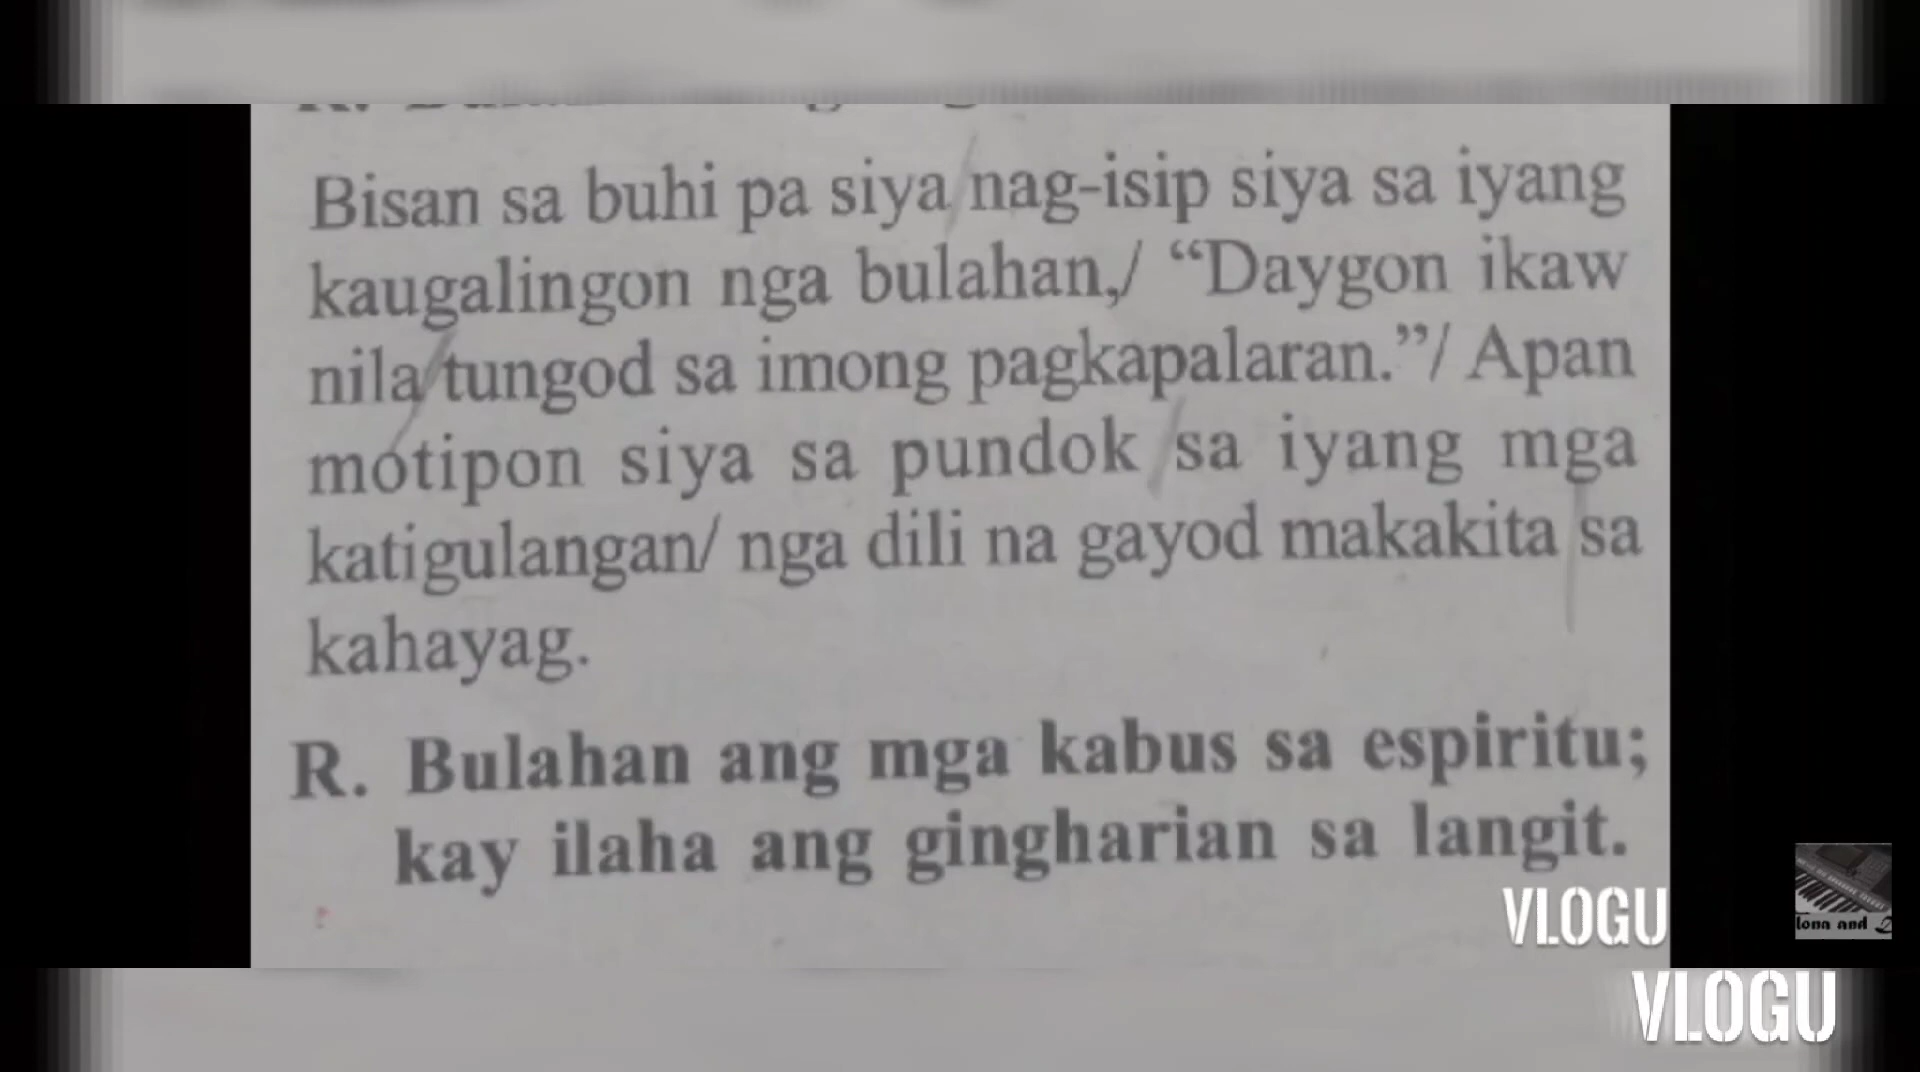 Bisan sa buhi pa siya/nag-isip siya sa iyang
kaugalingon nga bulahan,/ “Daygon ikaw
nila/tungod sa imong pagkapalaran.”/ Apan
motipon siya sa pundok/sa iyang mga
katigulangan/ nga dili na gayod makakita sa
kahayag.
R. Bulahan ang mga kabus sa espiritu;
kay ilaha ang gingharian sa langit.
VLOGU
and
VLOGU